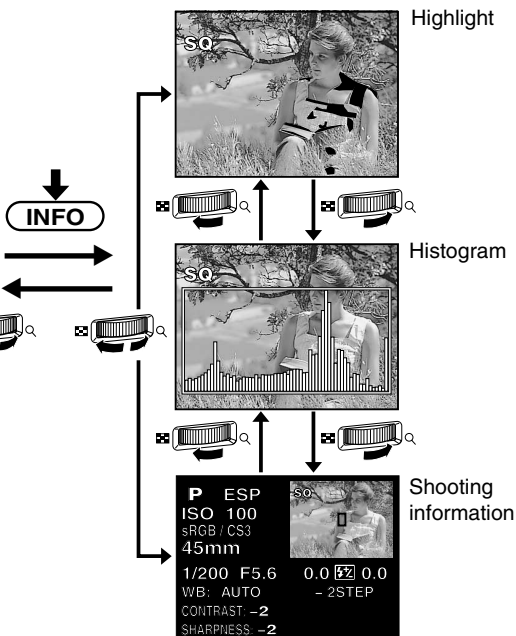 Highlight
SQ
INFO
Histogram
SQ
Shooting
information
P ESP
ISO 100
sRGB / CS3
45mm
SQ
1/200 F5.6 0.0 0.0
WB: AUTO – 2STEP
CONTRAST: –2
SHARPNESS: –2